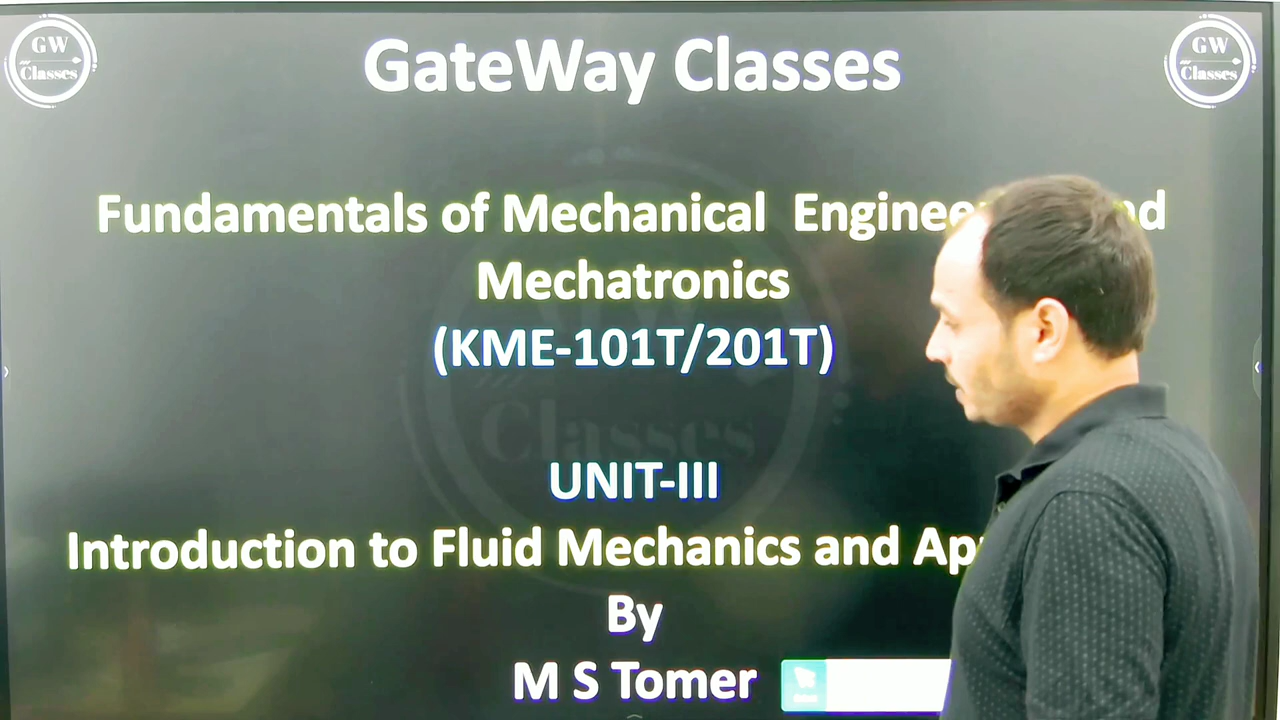 GW
Classes
GateWay Classes
GW
Classes
Fundamentals of Mechanical
Mechatronics
(KME-101T/201T)
Classes
UNIT-III
Introduction to Fluid Mechanics and
By
M S Tomer